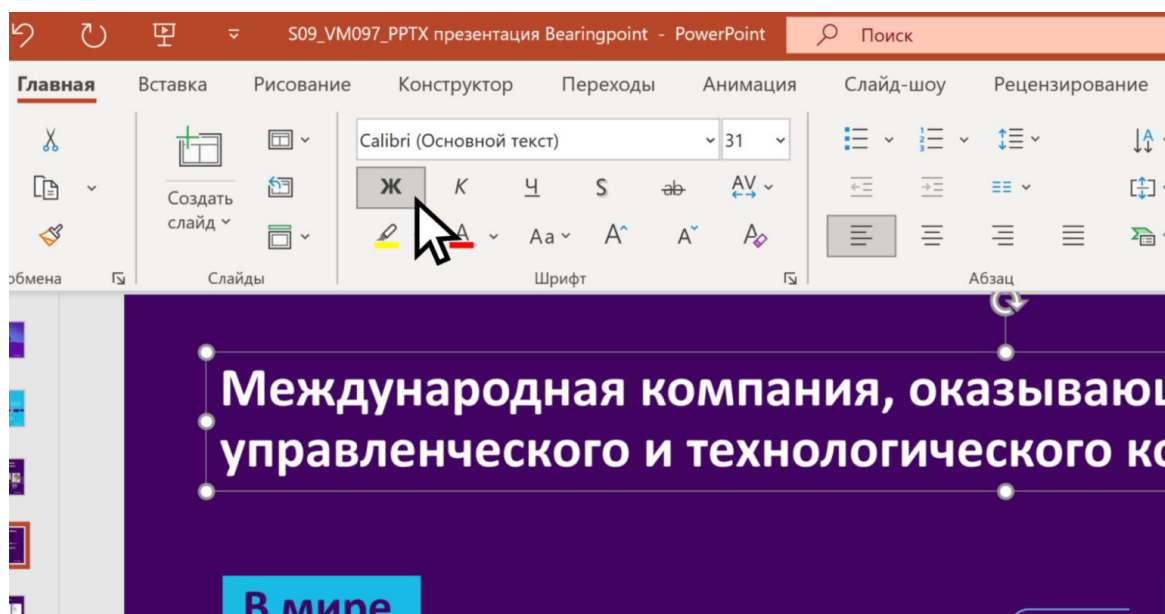 S09_VM097_PPTX презентация Bearingpoint - PowerPoint
Поиск
Главная Вставка Рисование Конструктор Переходы Анимация Слайд-шоу Рецензирование
Calibri (Основной текст) 31
Ж К Ч S ab AV
Создать
слайд
А Aa A A A
обмена Слайды Шрифт Абзац
Международная компания, оказываю
управленческого и технологического ко
В мире